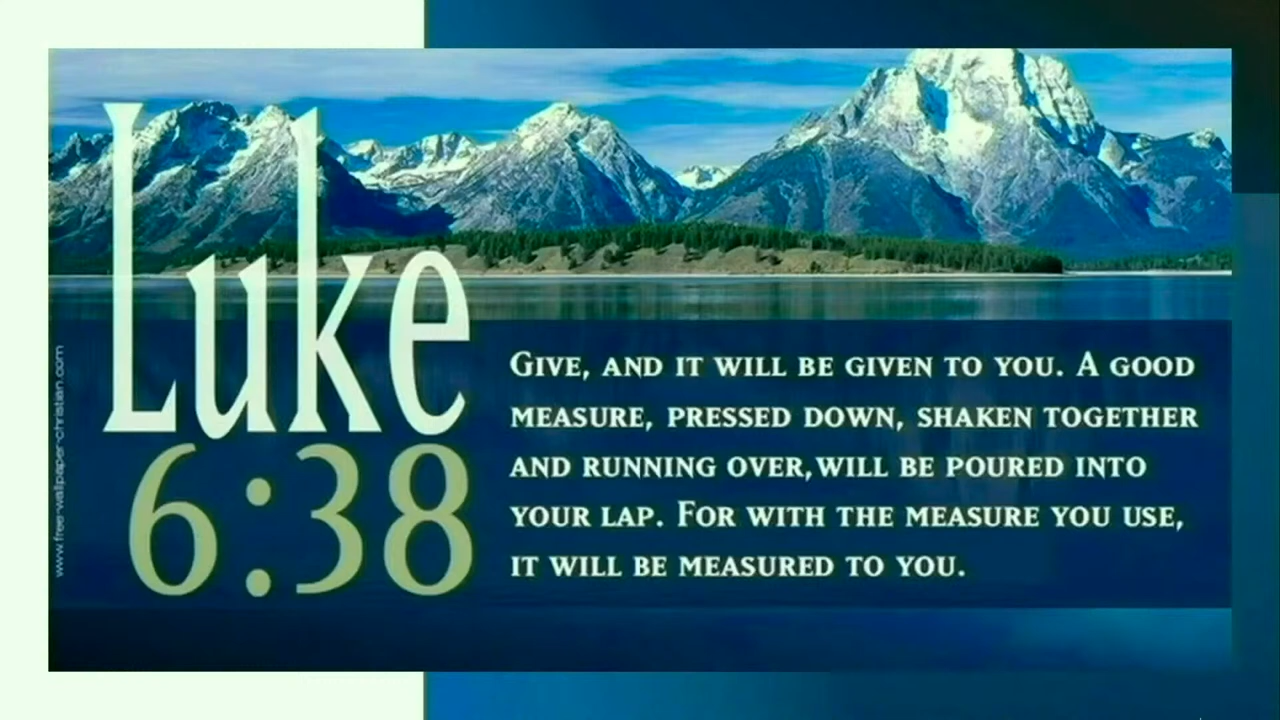 Luke
6:38
Give, and it will be given to you. A good
measure, pressed down, shaken together
and running over, will be poured into
your lap. For with the measure you use,
it will be measured to you.
www.free-wallpaper-christian.com